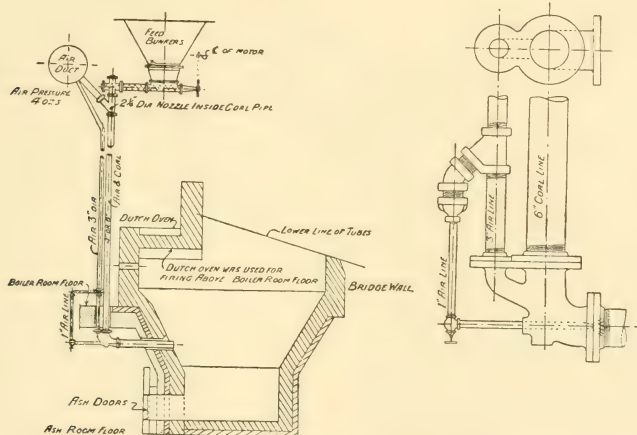 FEED
BUNKERS
℄ OF MOTOR
AIR
DUCT
AIR PRESSURE
4 OZS
2¼" DIA NOZZLE INSIDE COAL PIPE
AIR 3" DIA
AIR & COAL
DUTCH OVEN
LOWER LINE OF TUBES
DUTCH OVEN WAS USED FOR
FIRING ABOVE BOILER ROOM FLOOR
BRIDGE WALL
BOILER ROOM FLOOR
1" AIR LINE
ASH DOORS
ASH ROOM FLOOR
3" AIR LINE
6" COAL LINE
1" AIR LINE